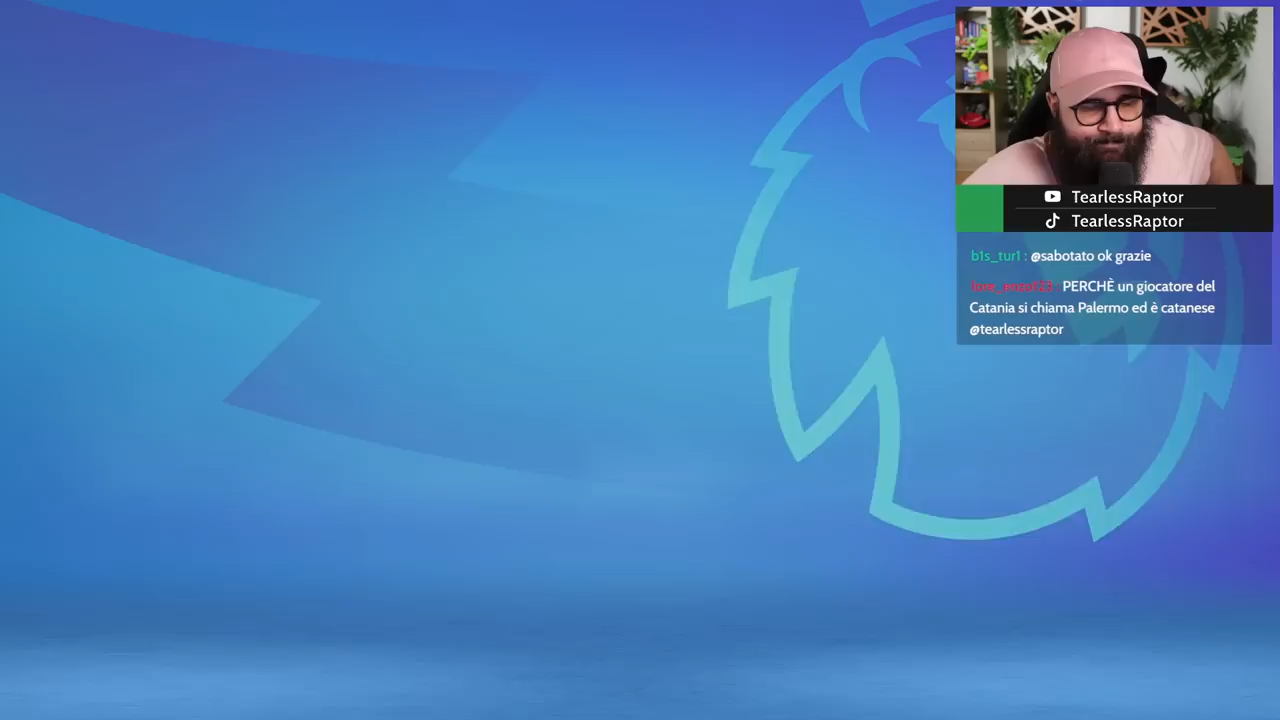 TearlessRaptor
TearlessRaptor
b1s_tur1 : @sabotato ok grazie
PERCHÈ un giocatore del
Catania si chiama Palermo ed è catanese
@tearlessraptor